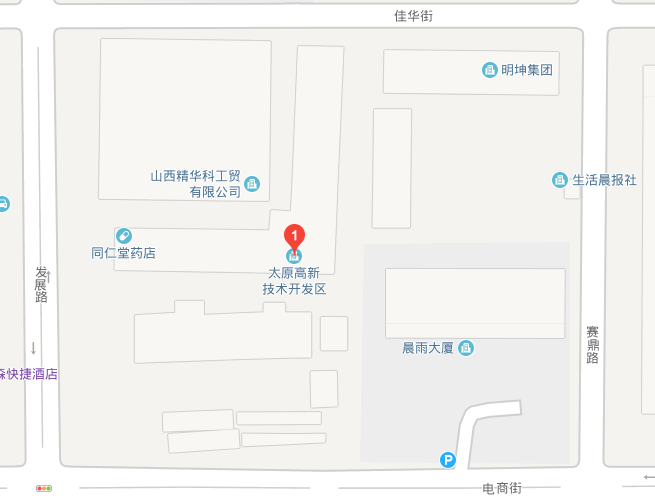 佳华街
明坤集团
山西精华科工贸
有限公司
生活晨报社
1
同仁堂药店
太原高新
技术开发区
发展路
赛鼎路
晨雨大厦
快捷酒店
P
电商街